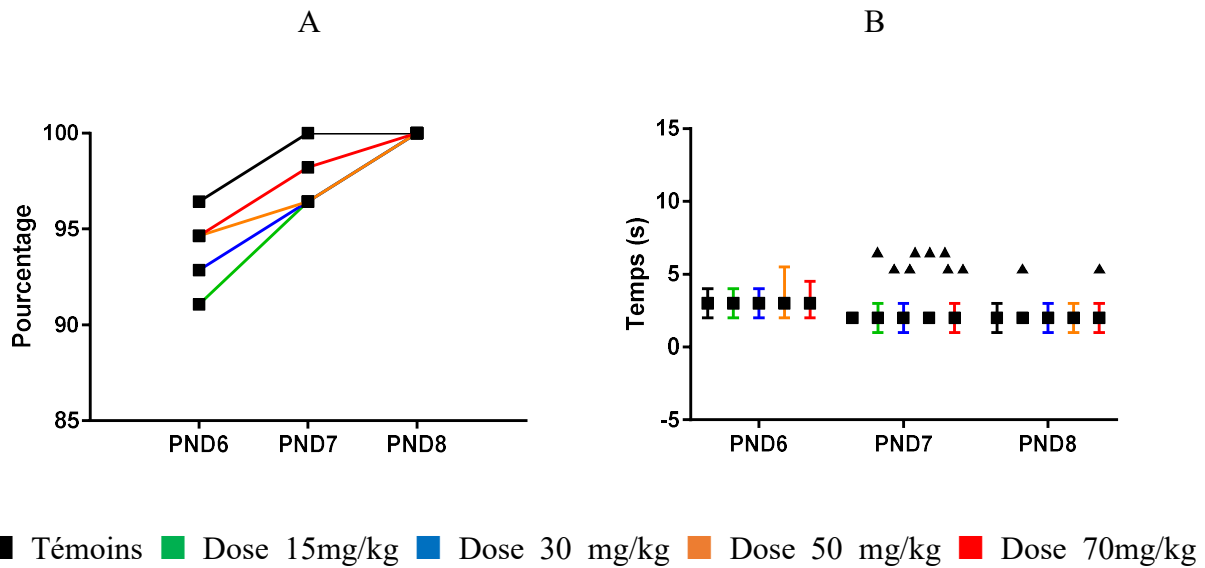 A
B
100
95
90
85
Pourcentage
PND6 PND7 PND8
15
10
5
0
-5
Temps (s)
PND6 PND7 PND8
Témoins Dose 15mg/kg Dose 30 mg/kg Dose 50 mg/kg Dose 70mg/kg